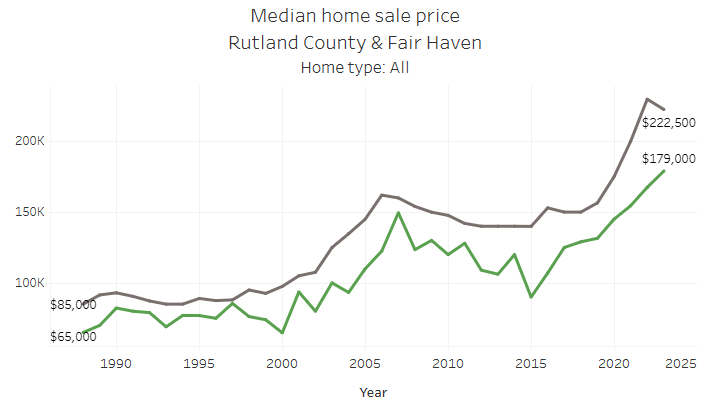 Median home sale price
Rutland County & Fair Haven
Home type: All
$222,500
200K
$179,000
150K
100K
$85,000
$65,000
1990 1995 2000 2005 2010 2015 2020 2025
Year